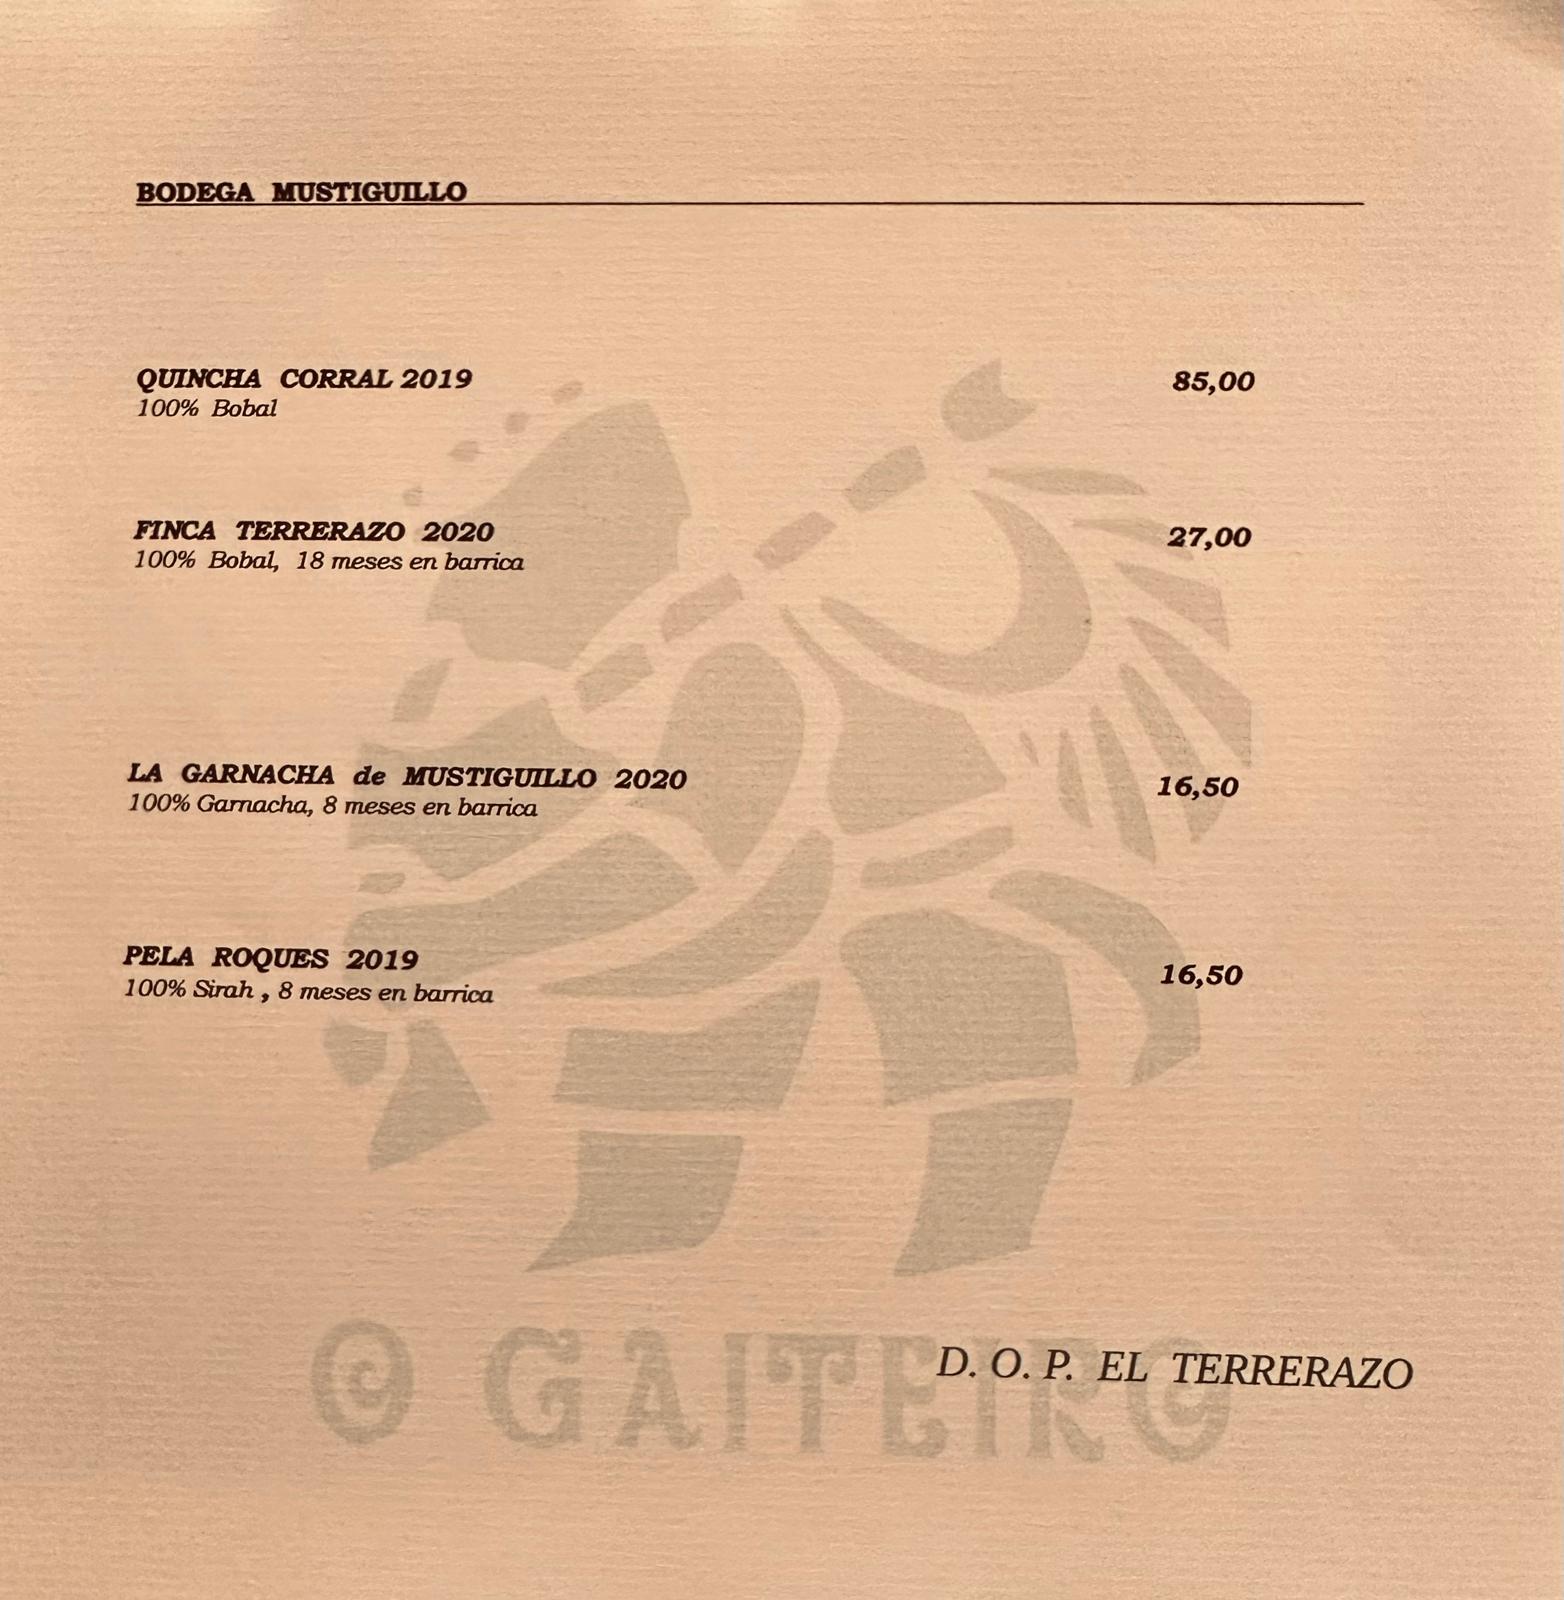 BODEGA MUSTIGUILLO
QUINCHA CORRAL 2019 85,00
100% Bobal
FINCA TERRERAZO 2020 27,00
100% Bobal, 18 meses en barrica
LA GARNACHA de MUSTIGUILLO 2020 16,50
100% Garnacha, 8 meses en barrica
PELA ROQUES 2019 16,50
100% Sirah , 8 meses en barrica
D. O. P. EL TERRERAZO
O GAITEIRO